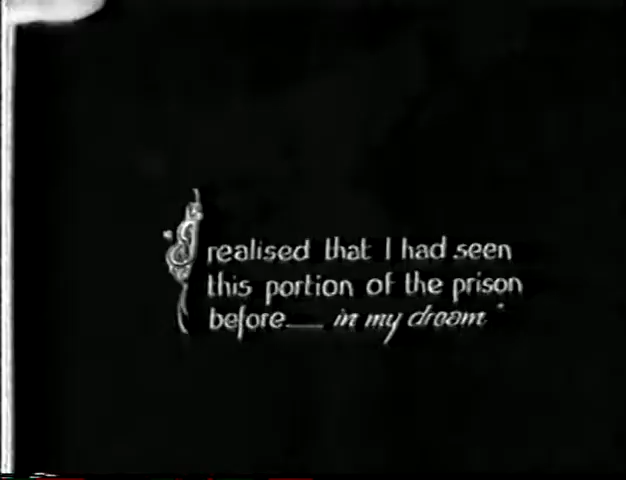 I realised that I had seen
this portion of the prison
before— in my dream"